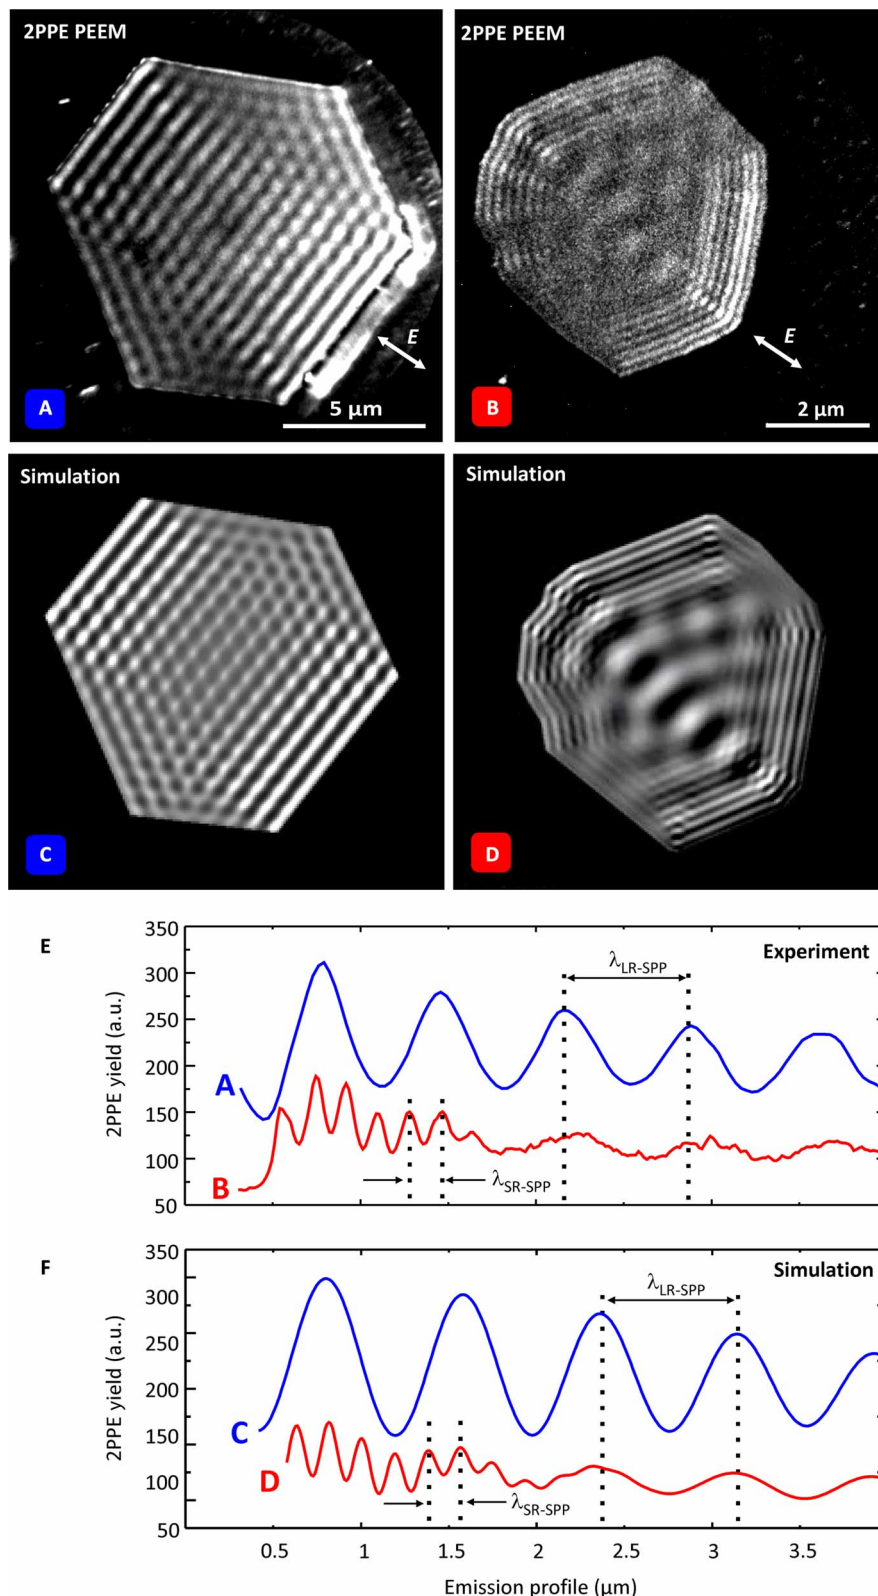 2PPE PEEM
E
A
5 μm
2PPE PEEM
E
B
2 μm
Simulation
C
Simulation
D
E
Experiment
2PPE yield (a.u.)
350
300
250
200
150
100
50
λLR-SPP
A
B
λSR-SPP
F
Simulation
2PPE yield (a.u.)
350
300
250
200
150
100
50
λLR-SPP
C
D
λSR-SPP
0.5 1 1.5 2 2.5 3 3.5
Emission profile (μm)